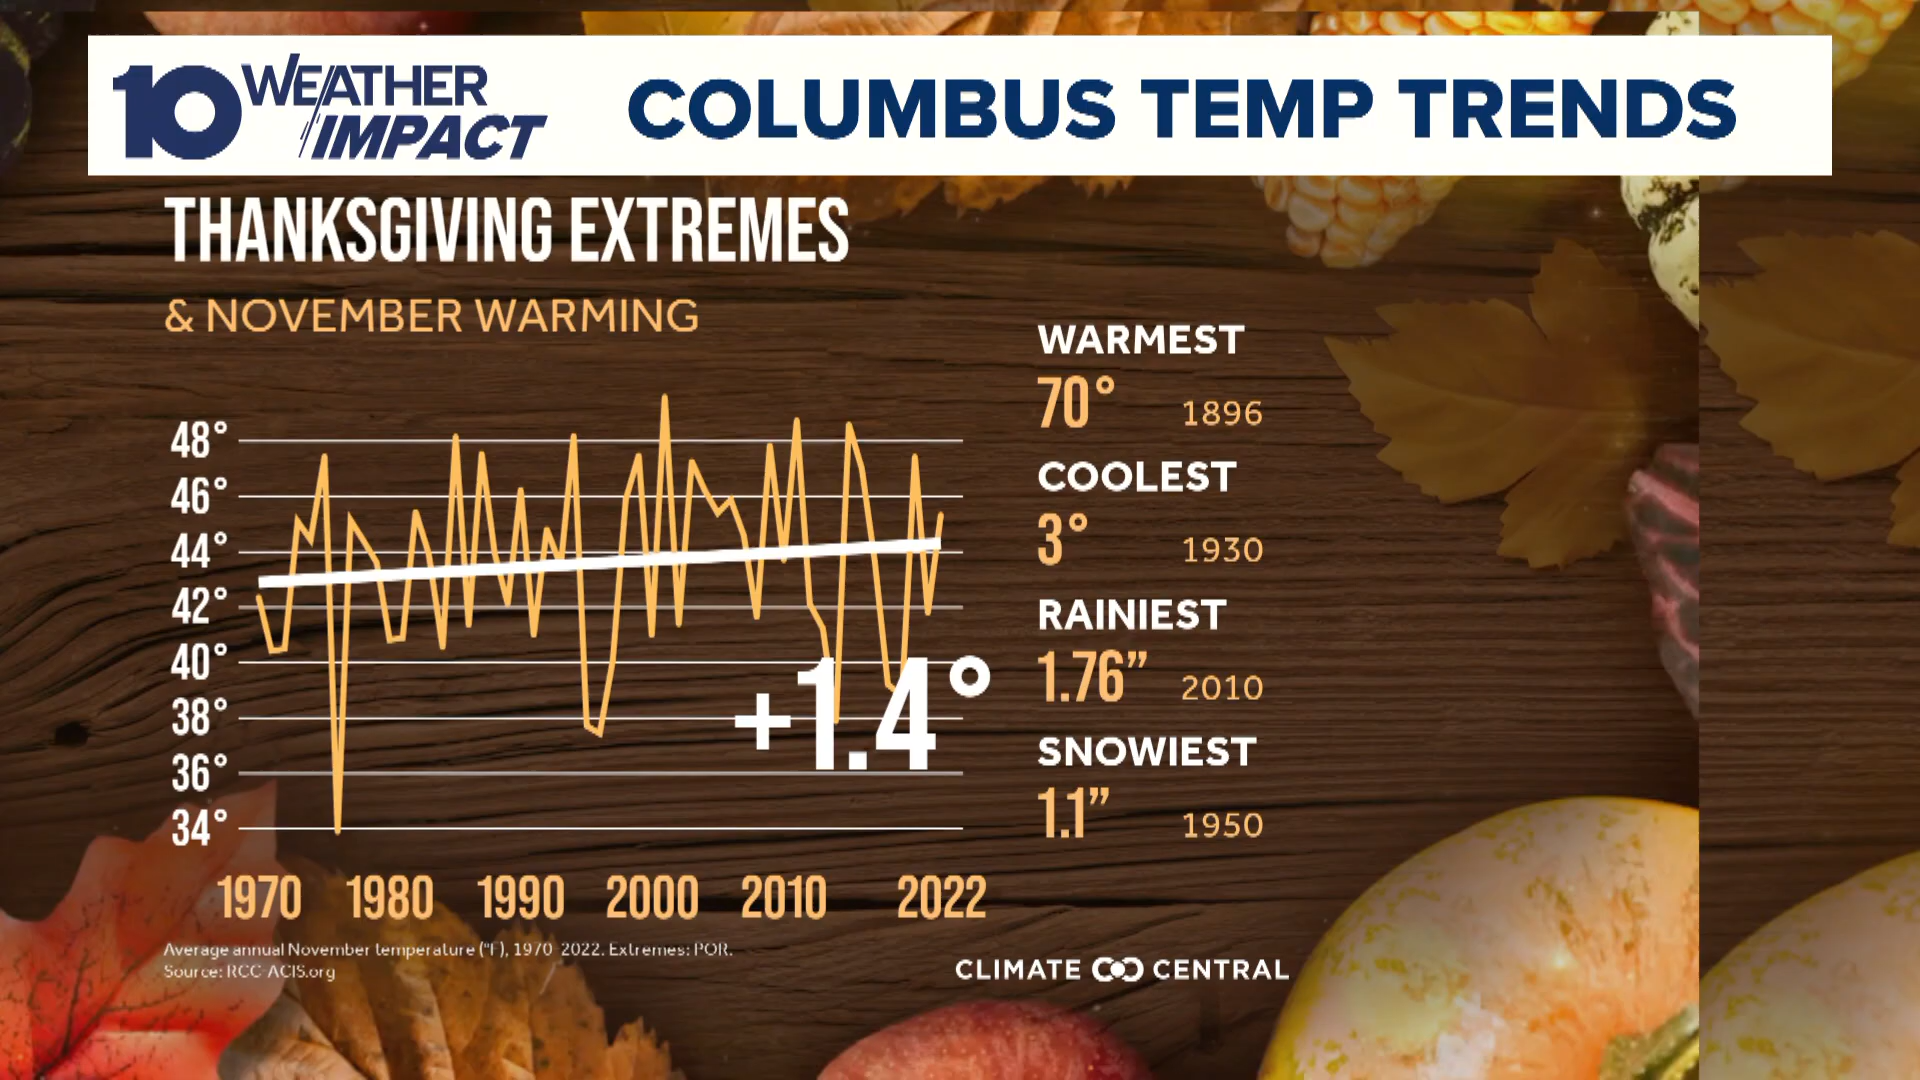 10 WEATHER IMPACT
COLUMBUS TEMP TRENDS
THANKSGIVING EXTREMES
& NOVEMBER WARMING
48°
46°
44°
42°
40°
38°
36°
34°
+1.4°
1970 1980 1990 2000 2010 2022
WARMEST
70° 1896
COOLEST
3° 1930
RAINIEST
1.76” 2010
SNOWIEST
1.1” 1950
Average annual November temperature (°F), 1970-2022. Extremes: POR.
Source: RCC-ACIS.org
CLIMATE CENTRAL